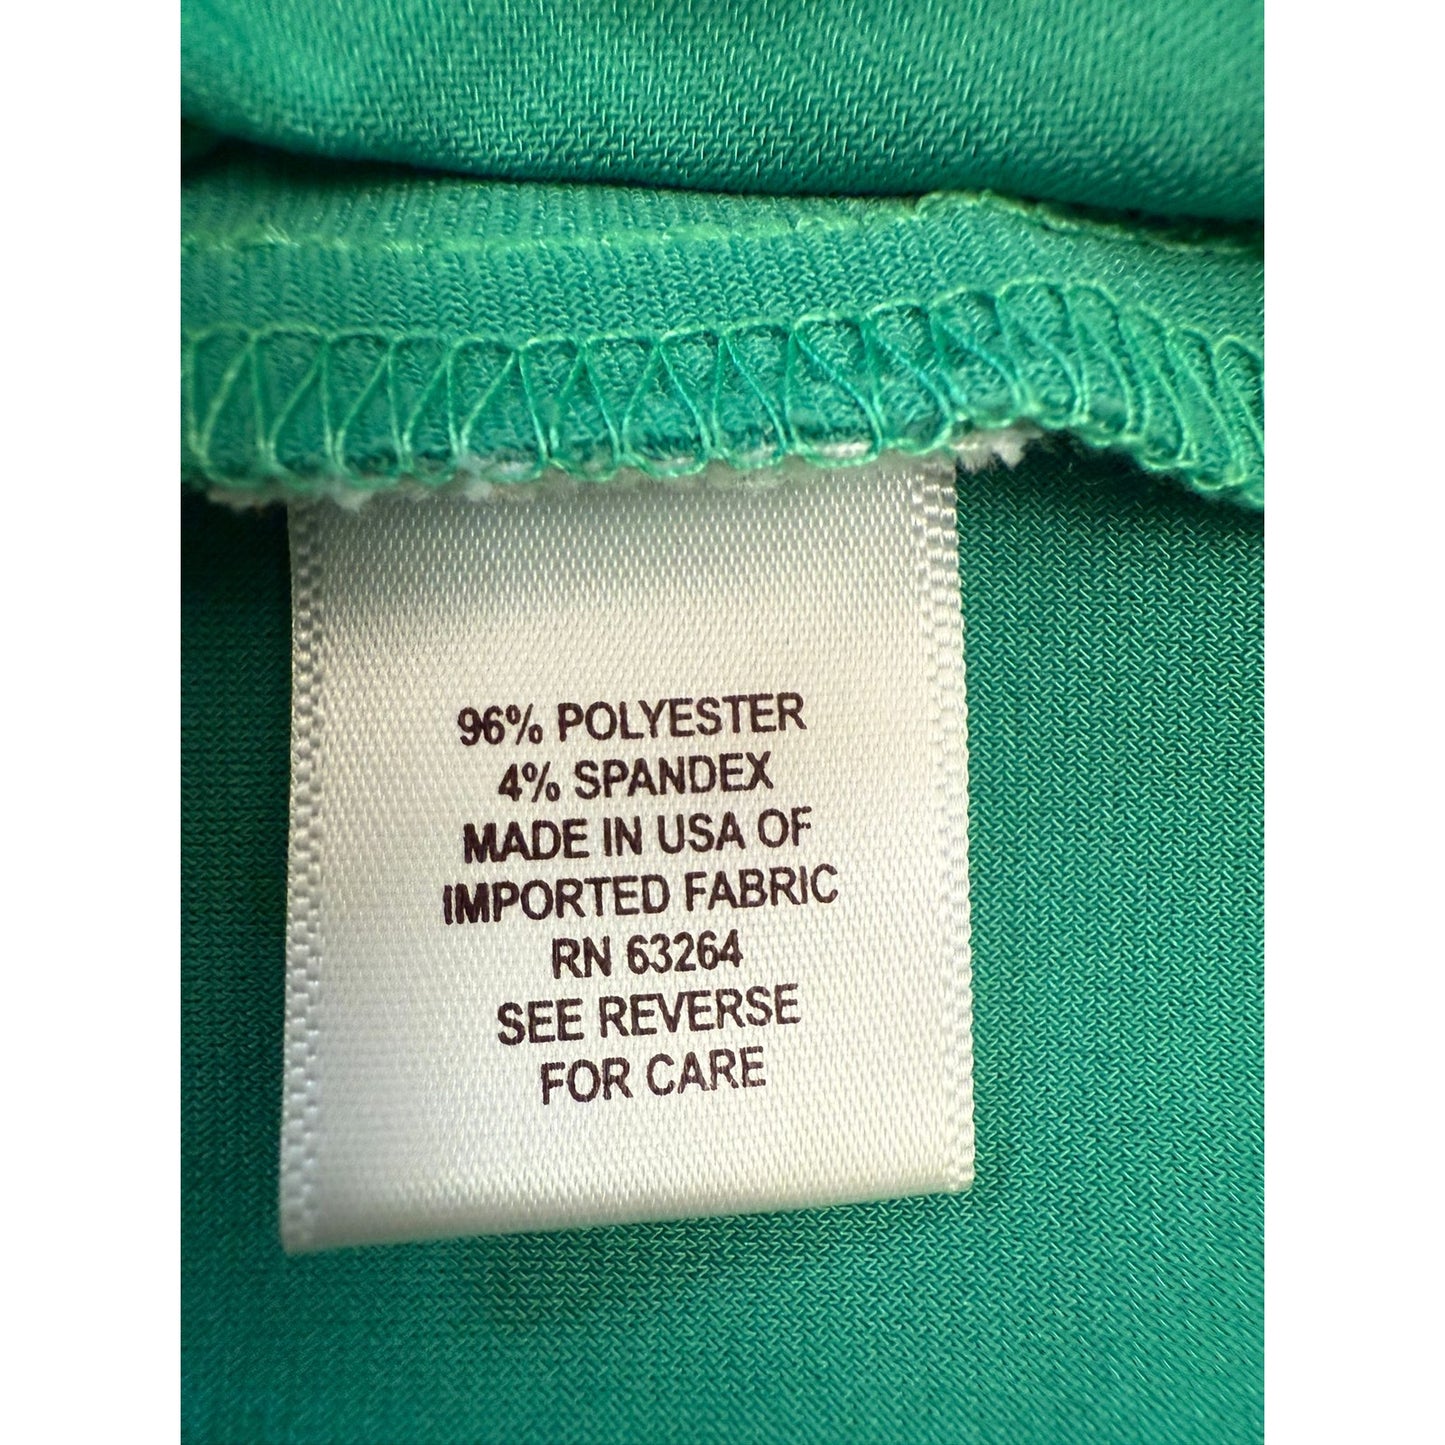 96% POLYESTER
4% SPANDEX
MADE IN USA OF
IMPORTED FABRIC
RN 63264
SEE REVERSE
FOR CARE